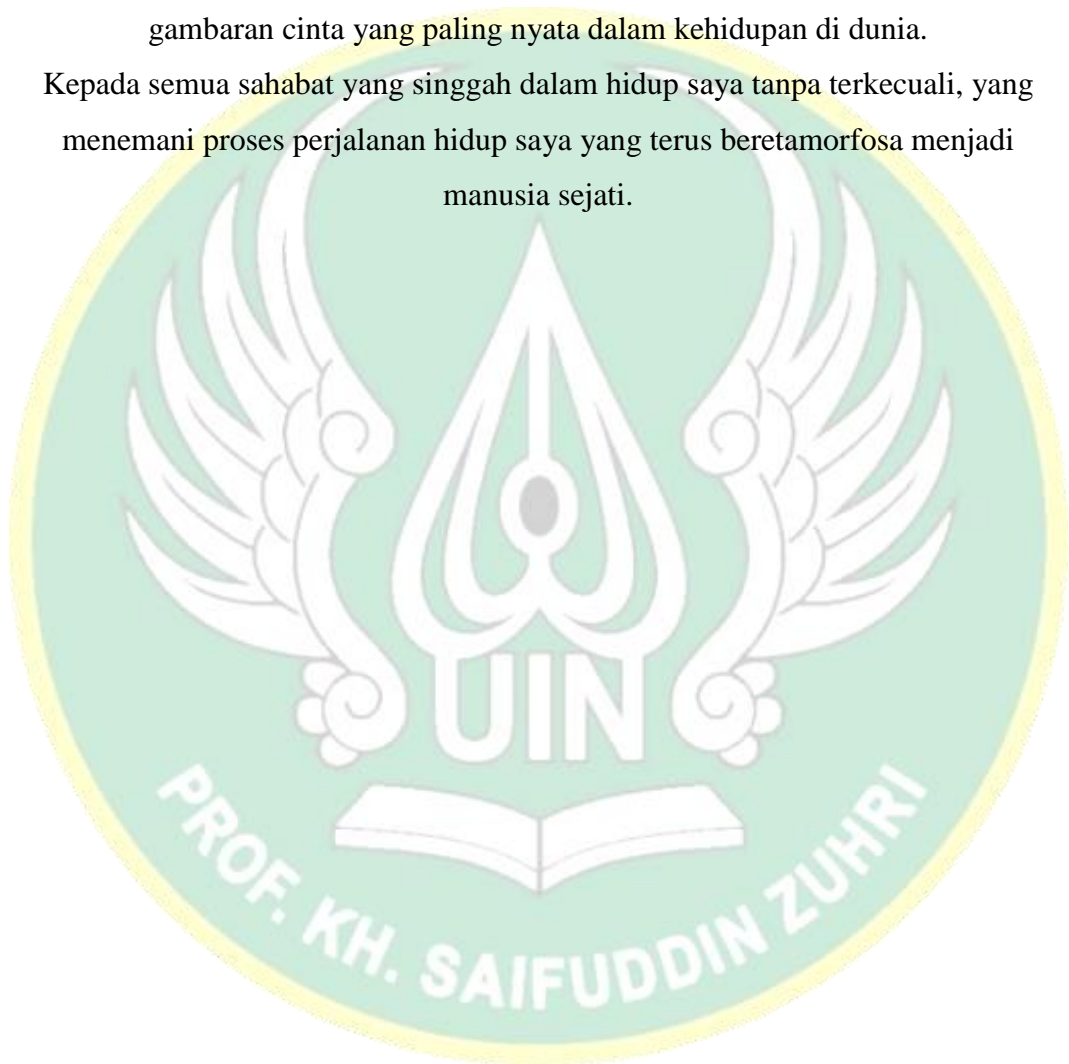 gambaran cinta yang paling nyata dalam kehidupan di dunia.
Kepada semua sahabat yang singgah dalam hidup saya tanpa terkecuali, yang
menemani proses perjalanan hidup saya yang terus beretamorfosa menjadi
manusia sejati.
UIN
PROF. KH. SAIFUDDIN ZUHRI